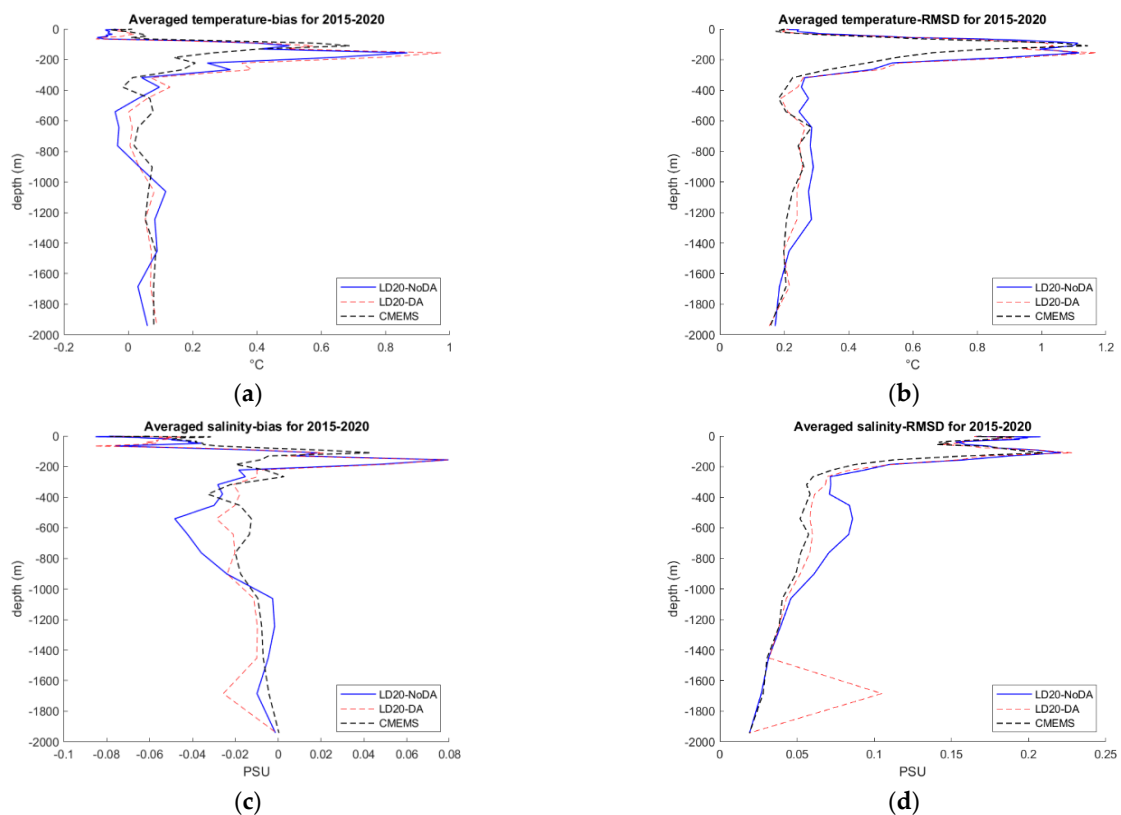 Averaged temperature-bias for 2015-2020
0
-200
-400
-600
-800
-1000
-1200
-1400
-1600
-1800
-2000
depth (m)
LD20-NoDA
LD20-DA
CMEMS
-0.2 0 0.2 0.4 0.6 0.8 1
°C
(a)
Averaged temperature-RMSD for 2015-2020
0
-200
-400
-600
-800
-1000
-1200
-1400
-1600
-1800
-2000
depth (m)
LD20-NoDA
LD20-DA
CMEMS
0 0.2 0.4 0.6 0.8 1 1.2
°C
(b)
Averaged salinity-bias for 2015-2020
0
-200
-400
-600
-800
-1000
-1200
-1400
-1600
-1800
-2000
depth (m)
LD20-NoDA
LD20-DA
CMEMS
-0.1 -0.08 -0.06 -0.04 -0.02 0 0.02 0.04 0.06 0.08
PSU
(c)
Averaged salinity-RMSD for 2015-2020
0
-200
-400
-600
-800
-1000
-1200
-1400
-1600
-1800
-2000
depth (m)
LD20-NoDA
LD20-DA
CMEMS
0 0.05 0.1 0.15 0.2 0.25
PSU
(d)